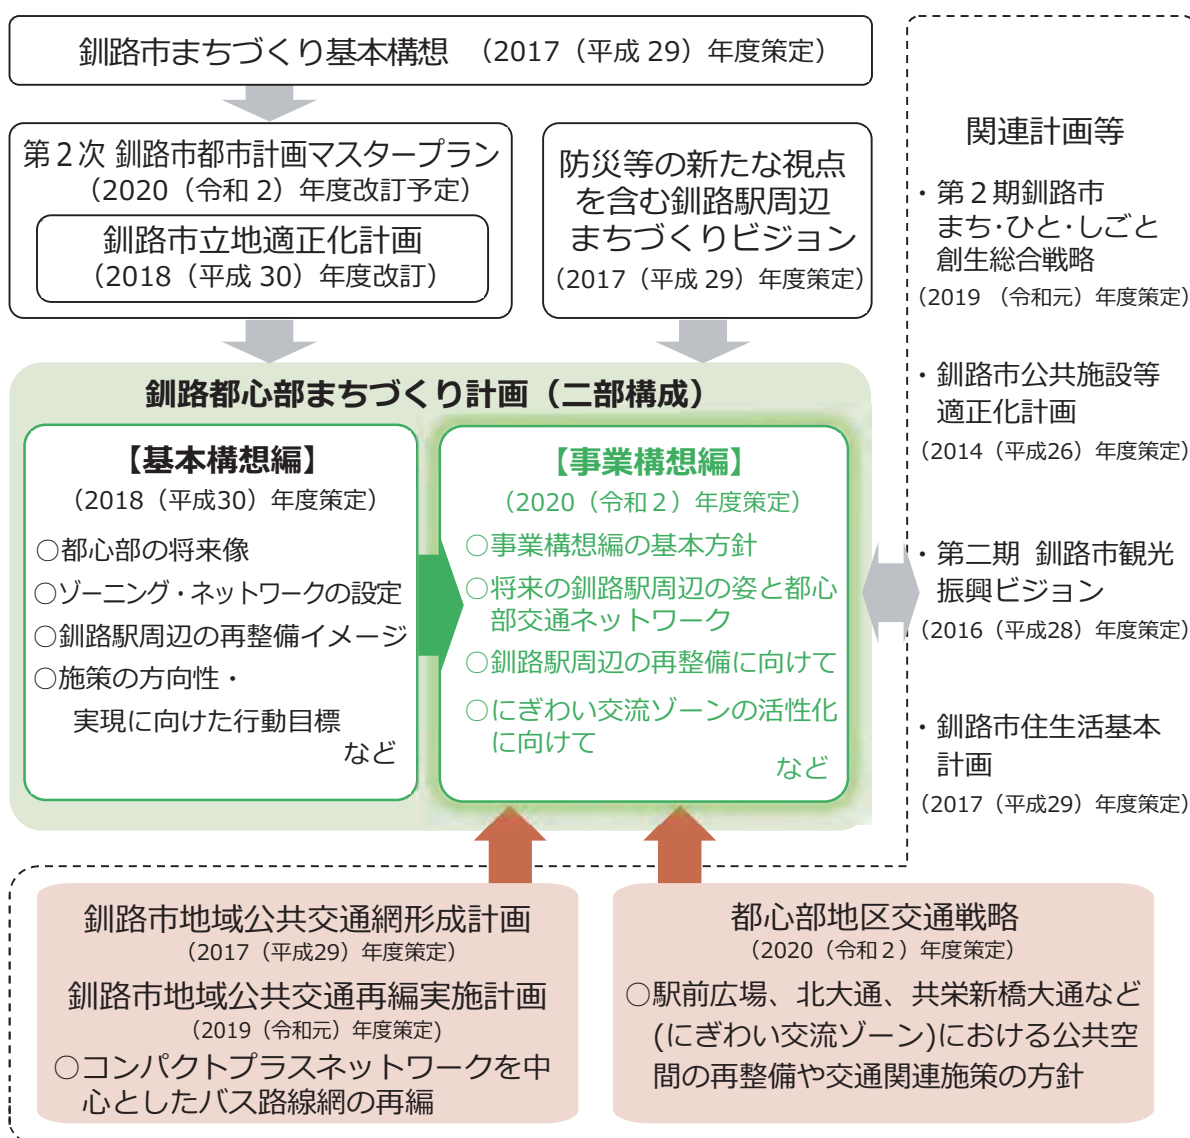 釧路市まちづくり基本構想 （2017（平成 29）年度策定）
第２次 釧路市都市計画マスタープラン
（2020（令和 2）年度改訂予定）
釧路市立地適正化計画
（2018（平成 30）年度改訂）
防災等の新たな視点
を含む釧路駅周辺
まちづくりビジョン
（2017（平成 29）年度策定）
釧路都心部まちづくり計画（二部構成）
【基本構想編】
（2018（平成30）年度策定）
○都心部の将来像
○ゾーニング・ネットワークの設定
○釧路駅周辺の再整備イメージ
○施策の方向性・
実現に向けた行動目標
など
【事業構想編】
（2020（令和２）年度策定）
○事業構想編の基本方針
○将来の釧路駅周辺の姿と都心
部交通ネットワーク
○釧路駅周辺の再整備に向けて
○にぎわい交流ゾーンの活性化
に向けて
など
関連計画等
・第２期釧路市
まち･ひと･しごと
創生総合戦略
（2019 （令和元）年度策定）
・釧路市公共施設等
適正化計画
（2014（平成26）年度策定）
・第二期 釧路市観光
振興ビジョン
（2016（平成28）年度策定）
・釧路市住生活基本
計画
（2017（平成29）年度策定）
釧路市地域公共交通網形成計画
（2017（平成29）年度策定）
釧路市地域公共交通再編実施計画
（2019（令和元）年度策定)
○コンパクトプラスネットワークを中
心としたバス路線網の再編
都心部地区交通戦略
（2020（令和２）年度策定）
○駅前広場、北大通、共栄新橋大通など
(にぎわい交流ゾーン)における公共空
間の再整備や交通関連施策の方針